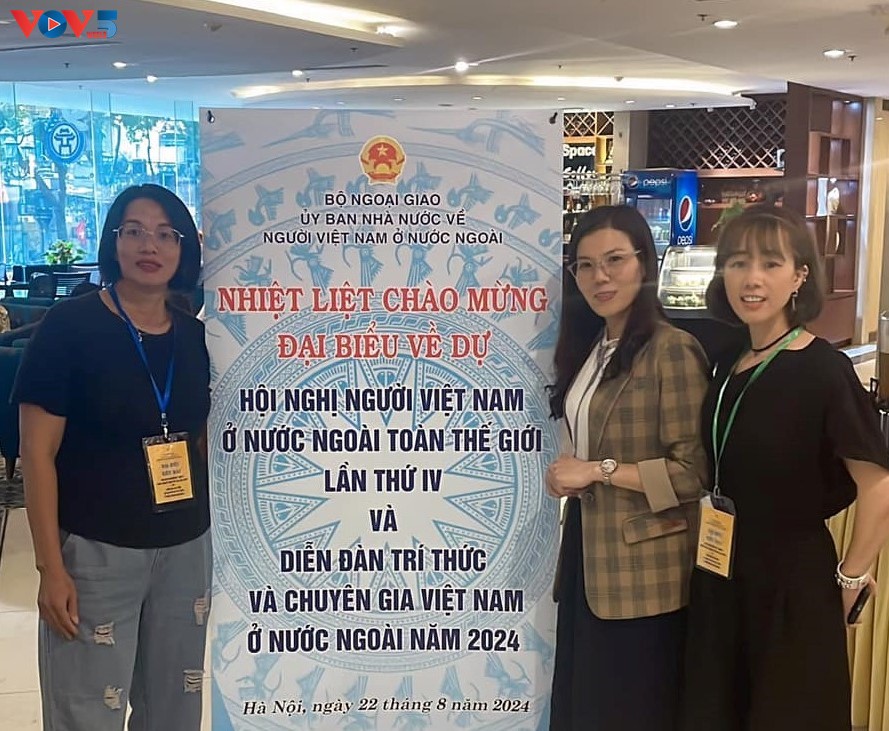 VOV5
BỘ NGOẠI GIAO
ỦY BAN NHÀ NƯỚC VỀ
NGƯỜI VIỆT NAM Ở NƯỚC NGOÀI
NHIỆT LIỆT CHÀO MỪNG
ĐẠI BIỂU VỀ DỰ
HỘI NGHỊ NGƯỜI VIỆT NAM
Ở NƯỚC NGOÀI TOÀN THẾ GIỚI
LẦN THỨ IV
VÀ
DIỄN ĐÀN TRÍ THỨC
VÀ CHUYÊN GIA VIỆT NAM
Ở NƯỚC NGOÀI NĂM 2024
Hà Nội, ngày 22 tháng 8 năm 2024
Space
pepsi
pepsi